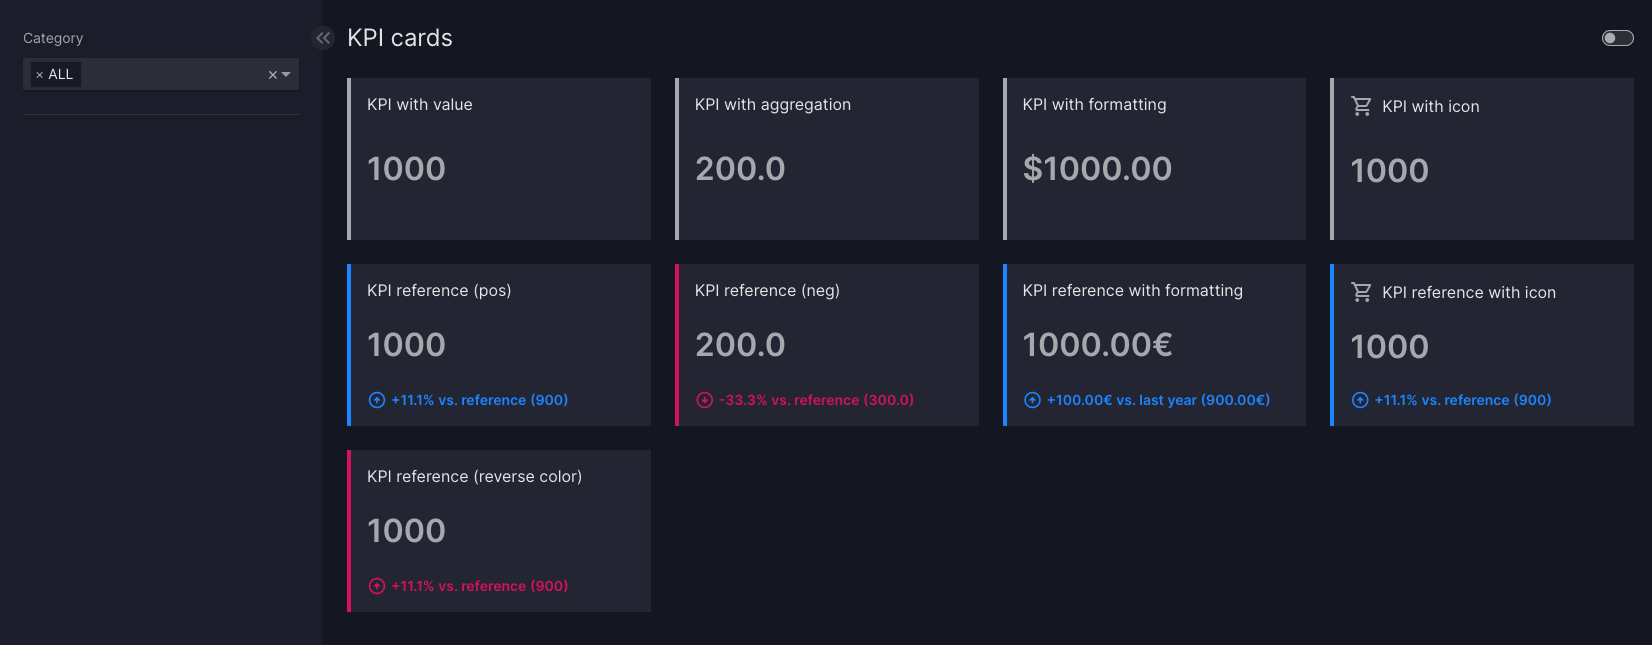 Category
× ALL
KPI cards
KPI with value
1000
KPI with aggregation
200.0
KPI with formatting
$1000.00
KPI with icon
1000
KPI reference (pos)
1000
+11.1% vs. reference (900)
KPI reference (neg)
200.0
-33.3% vs. reference (300.0)
KPI reference with formatting
1000.00€
+100.00€ vs. last year (900.00€)
KPI reference with icon
1000
+11.1% vs. reference (900)
KPI reference (reverse color)
1000
+11.1% vs. reference (900)